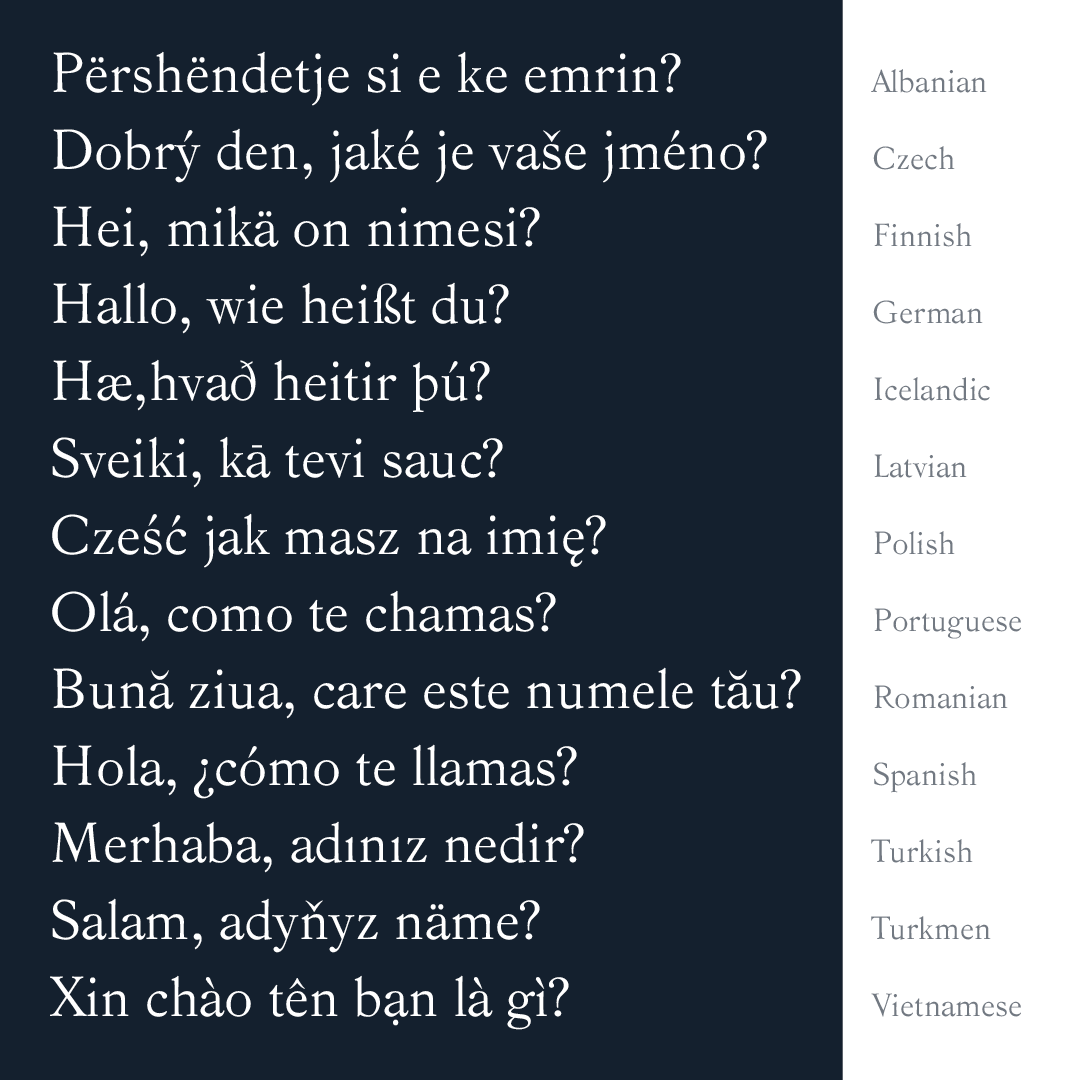 Përshëndetje si e ke emrin? Albanian
Dobrý den, jaké je vaše jméno? Czech
Hei, mikä on nimesi? Finnish
Hallo, wie heißt du? German
Hæ,hvað heitir þú? Icelandic
Sveiki, kā tevi sauc? Latvian
Cześć jak masz na imię? Polish
Olá, como te chamas? Portuguese
Bună ziua, care este numele tău? Romanian
Hola, ¿cómo te llamas? Spanish
Merhaba, adınız nedir? Turkish
Salam, adyňyz näme? Turkmen
Xin chào tên bạn là gì? Vietnamese